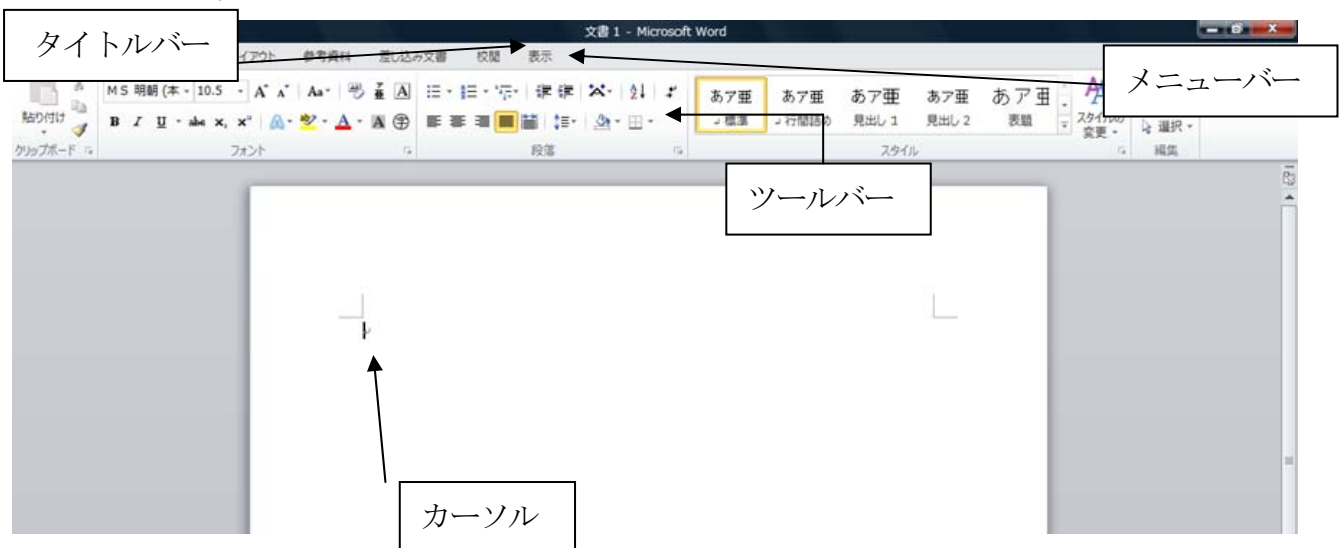 文書 1 - Microsoft Word
タイトルバー
メニューバー
イアウト 参考資料 差し込み文書 校閲 表示
MS 明朝 (本 10.5
あア亜 あア亜 あア亜 あア亜 あア亜
貼り付け
標準 行間詰め 見出し 1 見出し 2 表題
スタイルの
変更
選択
クリップボード フォント 段落 スタイル 編集
ツールバー
カーソル